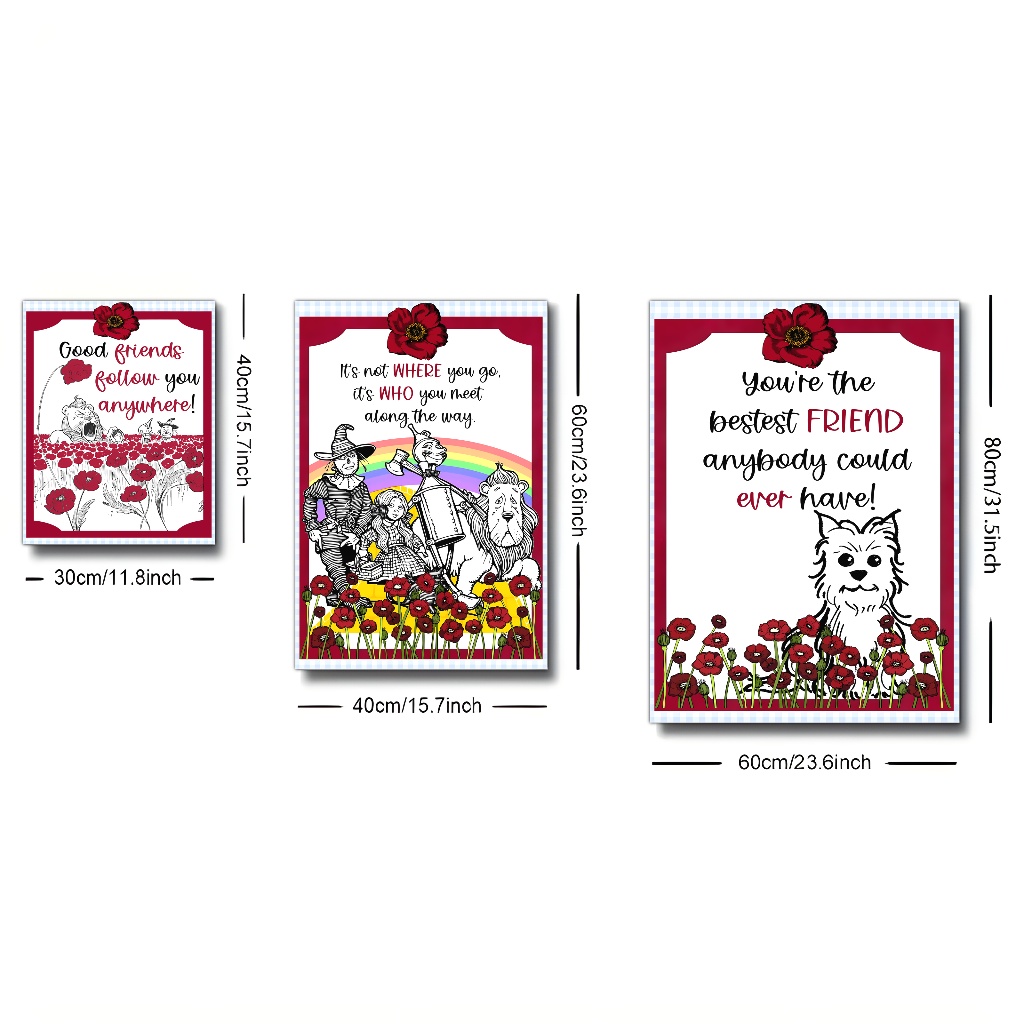 Good friends
follow you
anywhere!
40cm/15.7inch
30cm/11.8inch
It's not WHERE you go,
it's WHO you meet
along the way.
60cm/23.6inch
40cm/15.7inch
You're the
bestest FRIEND
anybody could
ever have!
80cm/31.5inch
60cm/23.6inch